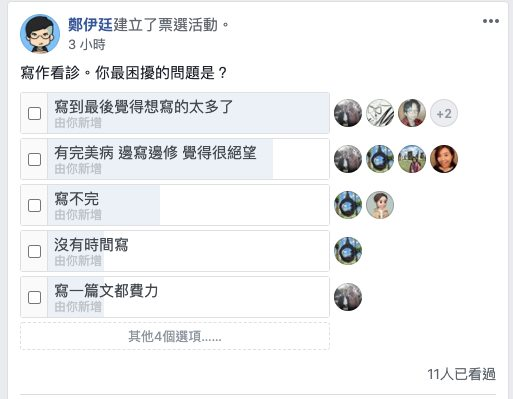 鄭伊廷建立了票選活動。
3 小時
寫作看診。你最困擾的問題是？
寫到最後覺得想寫的太多了
由你新增
+2
有完美病 邊寫邊修 覺得很絕望
由你新增
寫不完
由你新增
沒有時間寫
由你新增
寫一篇文都費力
由你新增
其他4個選項......
11人已看過